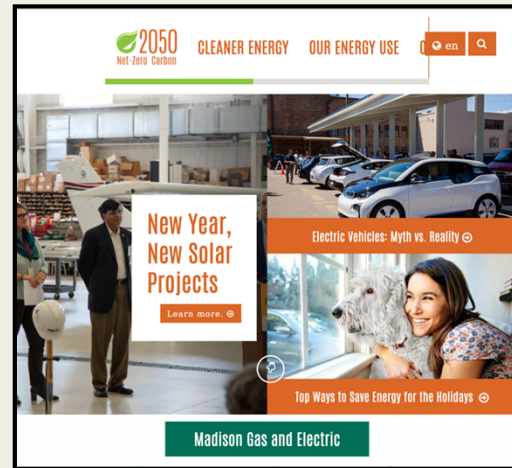 2050
Net-Zero Carbon
CLEANER ENERGY
OUR ENERGY USE
en
New Year,
New Solar
Projects
Learn more.
Electric Vehicles: Myth vs. Reality
Top Ways to Save Energy for the Holidays
Madison Gas and Electric